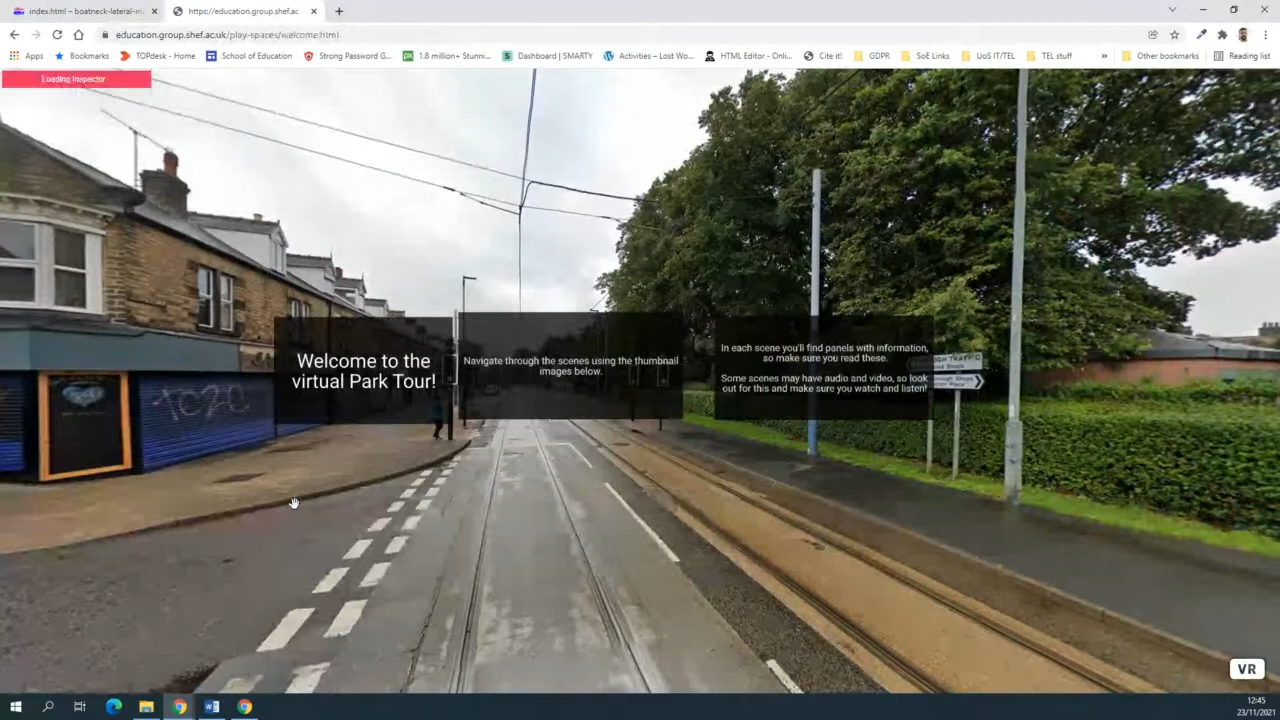 index.html – boatneck-lateral-m
https://education.group.shef.ac
education.group.shef.ac.uk/play-spaces/welcome.html
Apps
Bookmarks
TOPdesk - Home
School of Education
Strong Password G...
1.8 million+ Stunni...
Dashboard | SMARTY
Activities – Lost Wo...
HTML Editor - Onli...
Cite it!
GDPR
SoE Links
UoS IT/TEL
TEL stuff
»
Other bookmarks
Reading list
Loading Inspector
Welcome to the
virtual Park Tour!
Navigate through the scenes using the thumbnail
images below.
In each scene you'll find panels with information,
so make sure you read these.
Some scenes may have audio and video, so look
out for this and make sure you watch and listen!
TRAFFIC
VR
12:45
23/11/2021